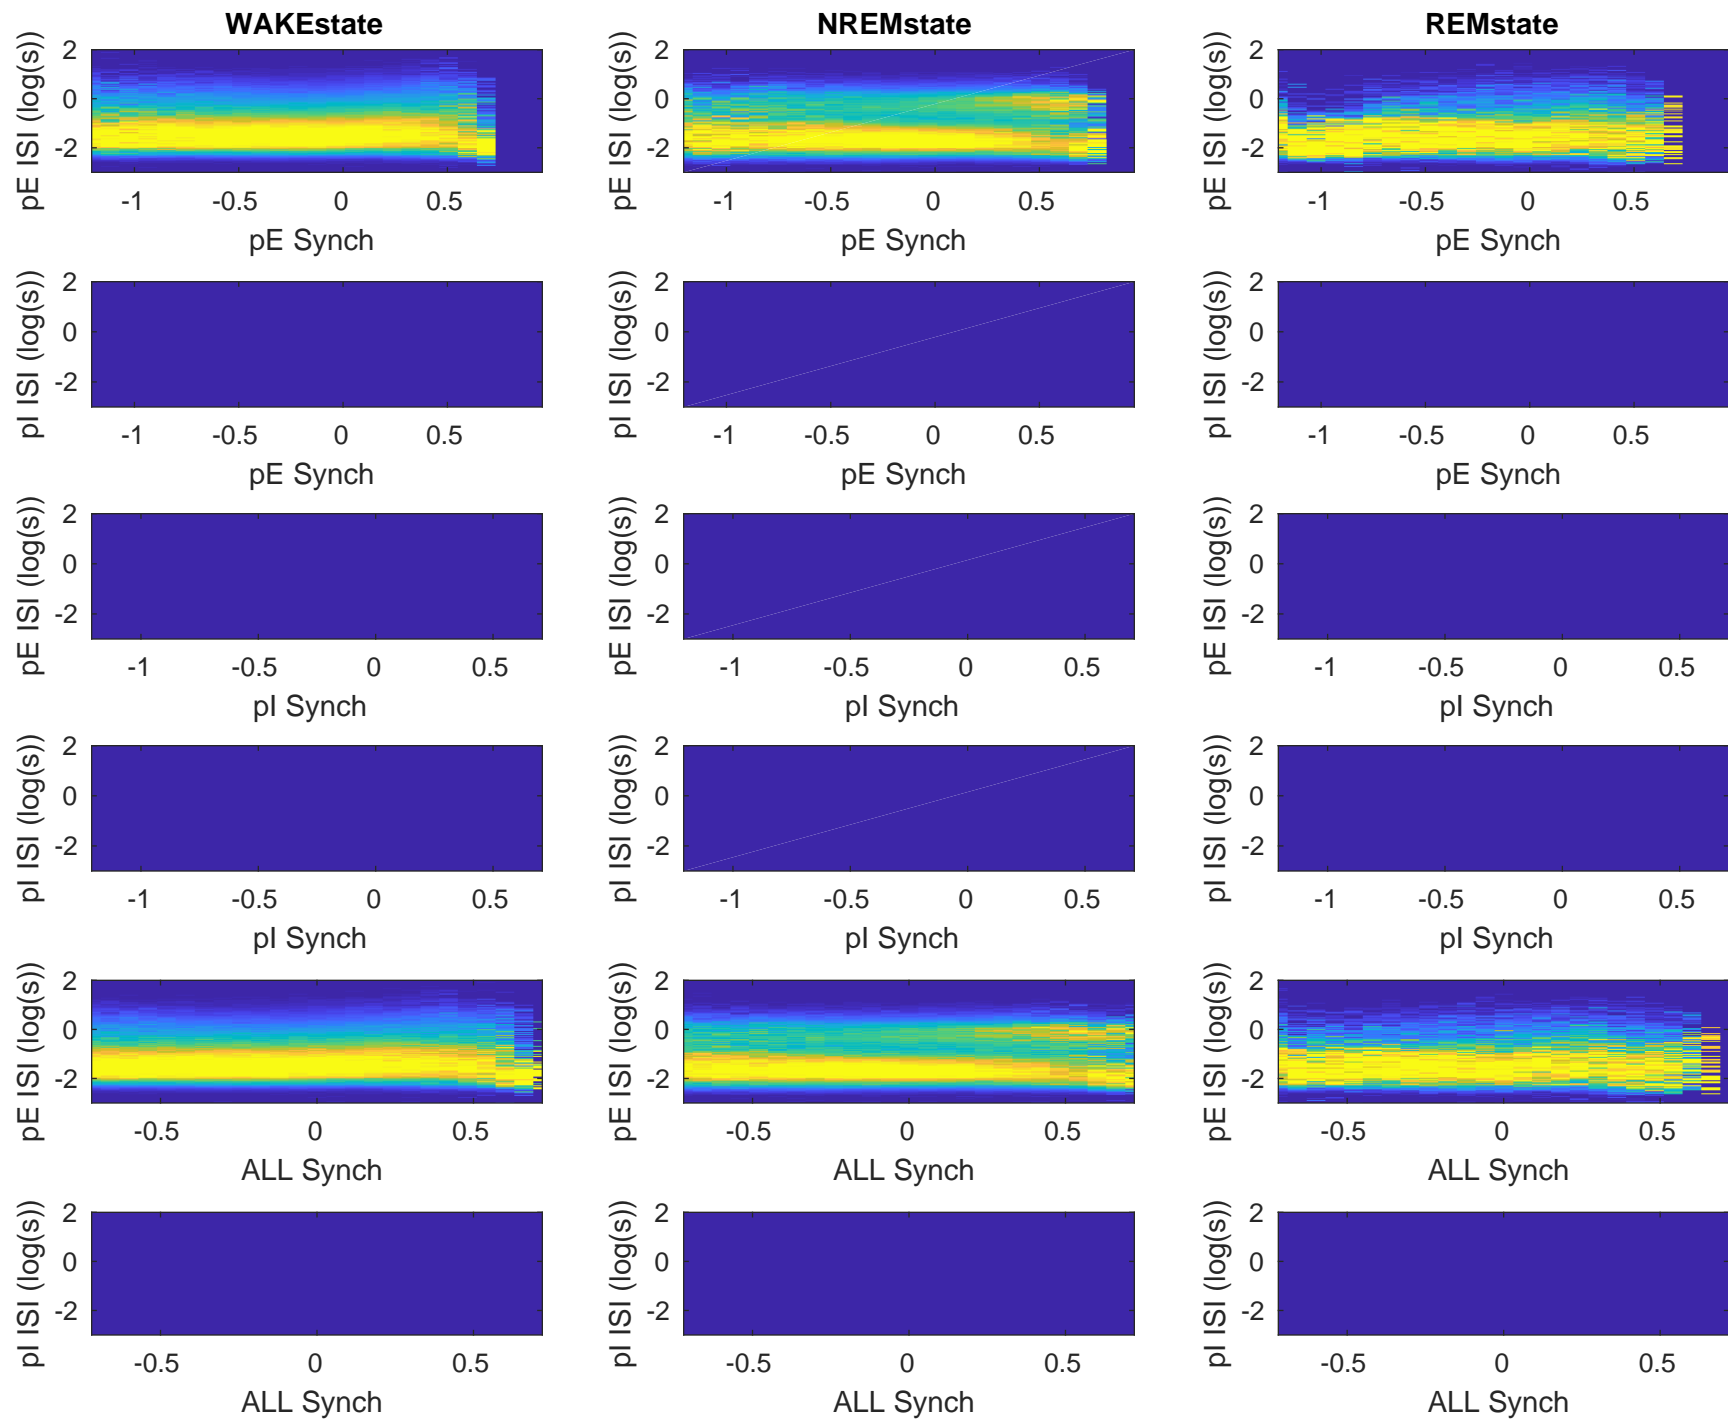 WAKEstate NREMstate REMstate
pE ISI (log(s)) 2 0 -2 pE ISI (log(s)) 2 0 -2 pE ISI (log(s)) 2 0 -2
-1 -0.5 0 0.5 -1 -0.5 0 0.5 -1 -0.5 0 0.5
pE Synch pE Synch pE Synch
pI ISI (log(s)) 2 0 -2 pI ISI (log(s)) 2 0 -2 pI ISI (log(s)) 2 0 -2
-1 -0.5 0 0.5 -1 -0.5 0 0.5 -1 -0.5 0 0.5
pE Synch pE Synch pE Synch
pE ISI (log(s)) 2 0 -2 pE ISI (log(s)) 2 0 -2 pE ISI (log(s)) 2 0 -2
-1 -0.5 0 0.5 -1 -0.5 0 0.5 -1 -0.5 0 0.5
pI Synch pI Synch pI Synch
pI ISI (log(s)) 2 0 -2 pI ISI (log(s)) 2 0 -2 pI ISI (log(s)) 2 0 -2
-1 -0.5 0 0.5 -1 -0.5 0 0.5 -1 -0.5 0 0.5
pI Synch pI Synch pI Synch
pE ISI (log(s)) 2 0 -2 pE ISI (log(s)) 2 0 -2 pE ISI (log(s)) 2 0 -2
-0.5 0 0.5 -0.5 0 0.5 -0.5 0 0.5
ALL Synch ALL Synch ALL Synch
pI ISI (log(s)) 2 0 -2 pI ISI (log(s)) 2 0 -2 pI ISI (log(s)) 2 0 -2
-0.5 0 0.5 -0.5 0 0.5 -0.5 0 0.5
ALL Synch ALL Synch ALL Synch